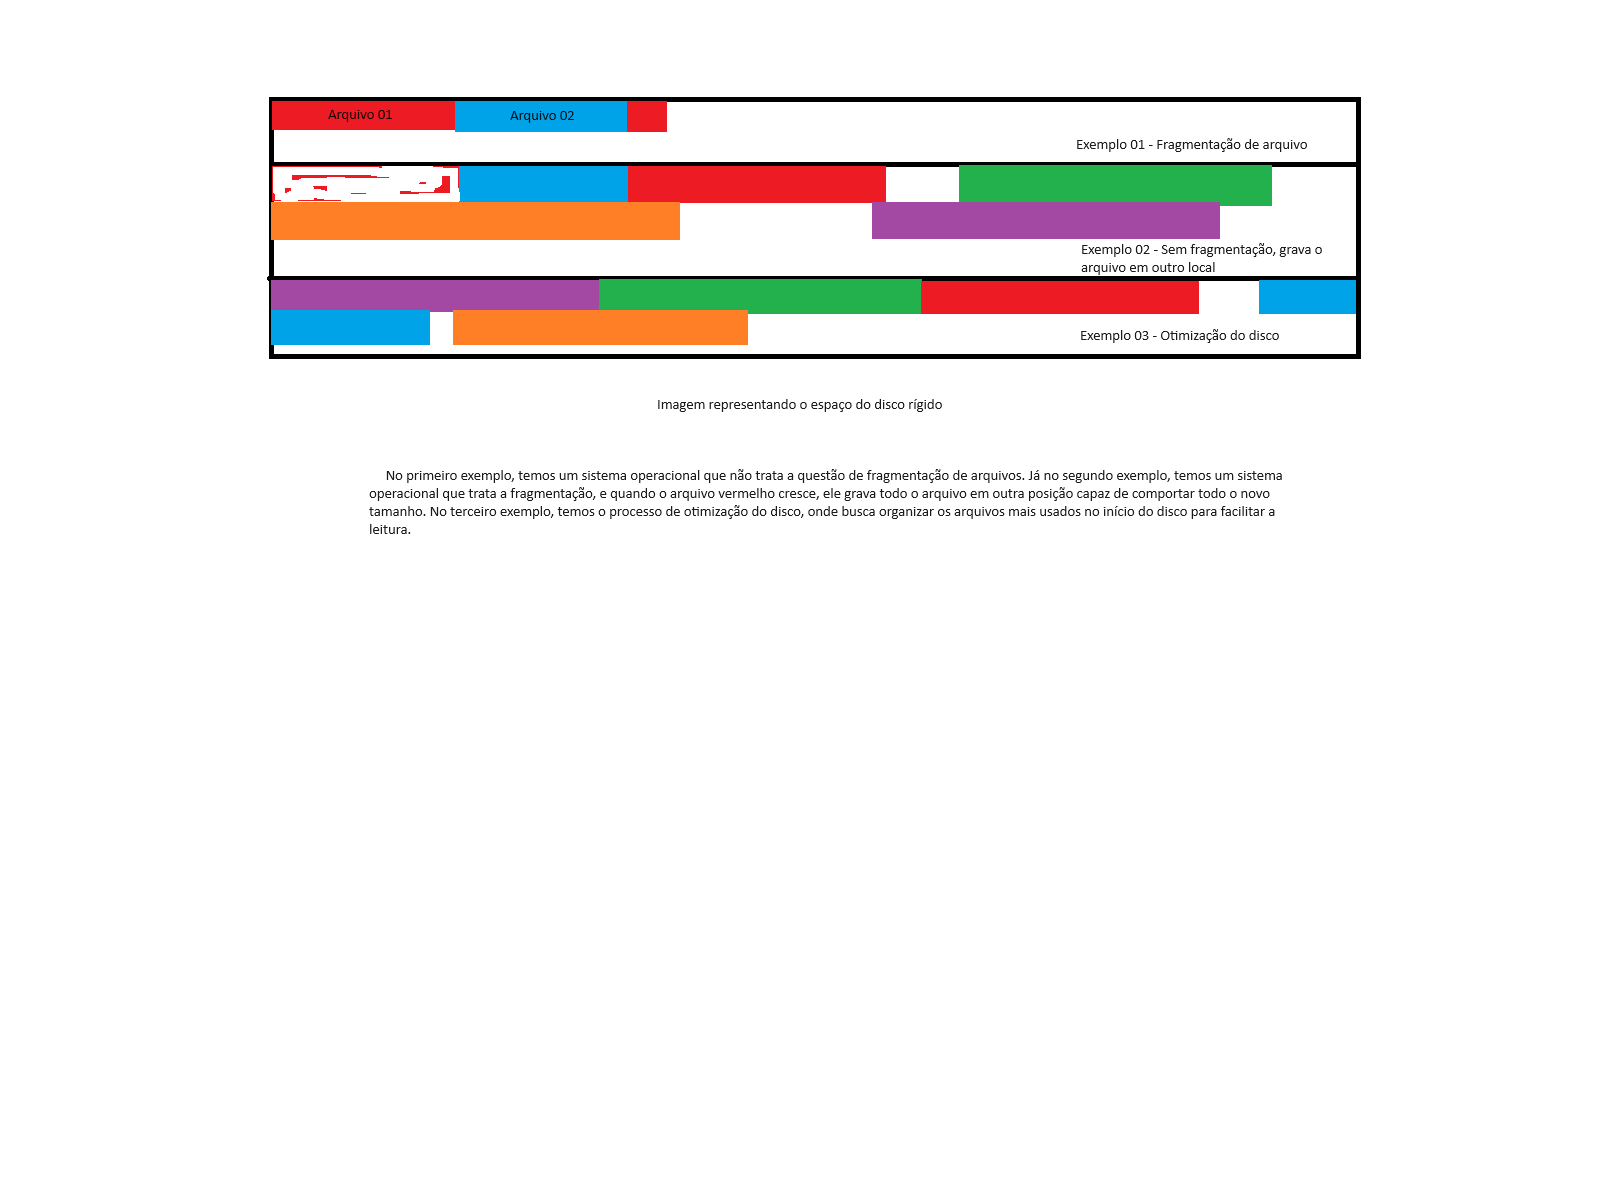 Arquivo 01
Arquivo 02
Exemplo 01 - Fragmentação de arquivo
Exemplo 02 - Sem fragmentação, grava o
arquivo em outro local
Exemplo 03 - Otimização do disco
Imagem representando o espaço do disco rígido
No primeiro exemplo, temos um sistema operacional que não trata a questão de fragmentação de arquivos. Já no segundo exemplo, temos um sistema
operacional que trata a fragmentação, e quando o arquivo vermelho cresce, ele grava todo o arquivo em outra posição capaz de comportar todo o novo
tamanho. No terceiro exemplo, temos o processo de otimização do disco, onde busca organizar os arquivos mais usados no início do disco para facilitar a
leitura.